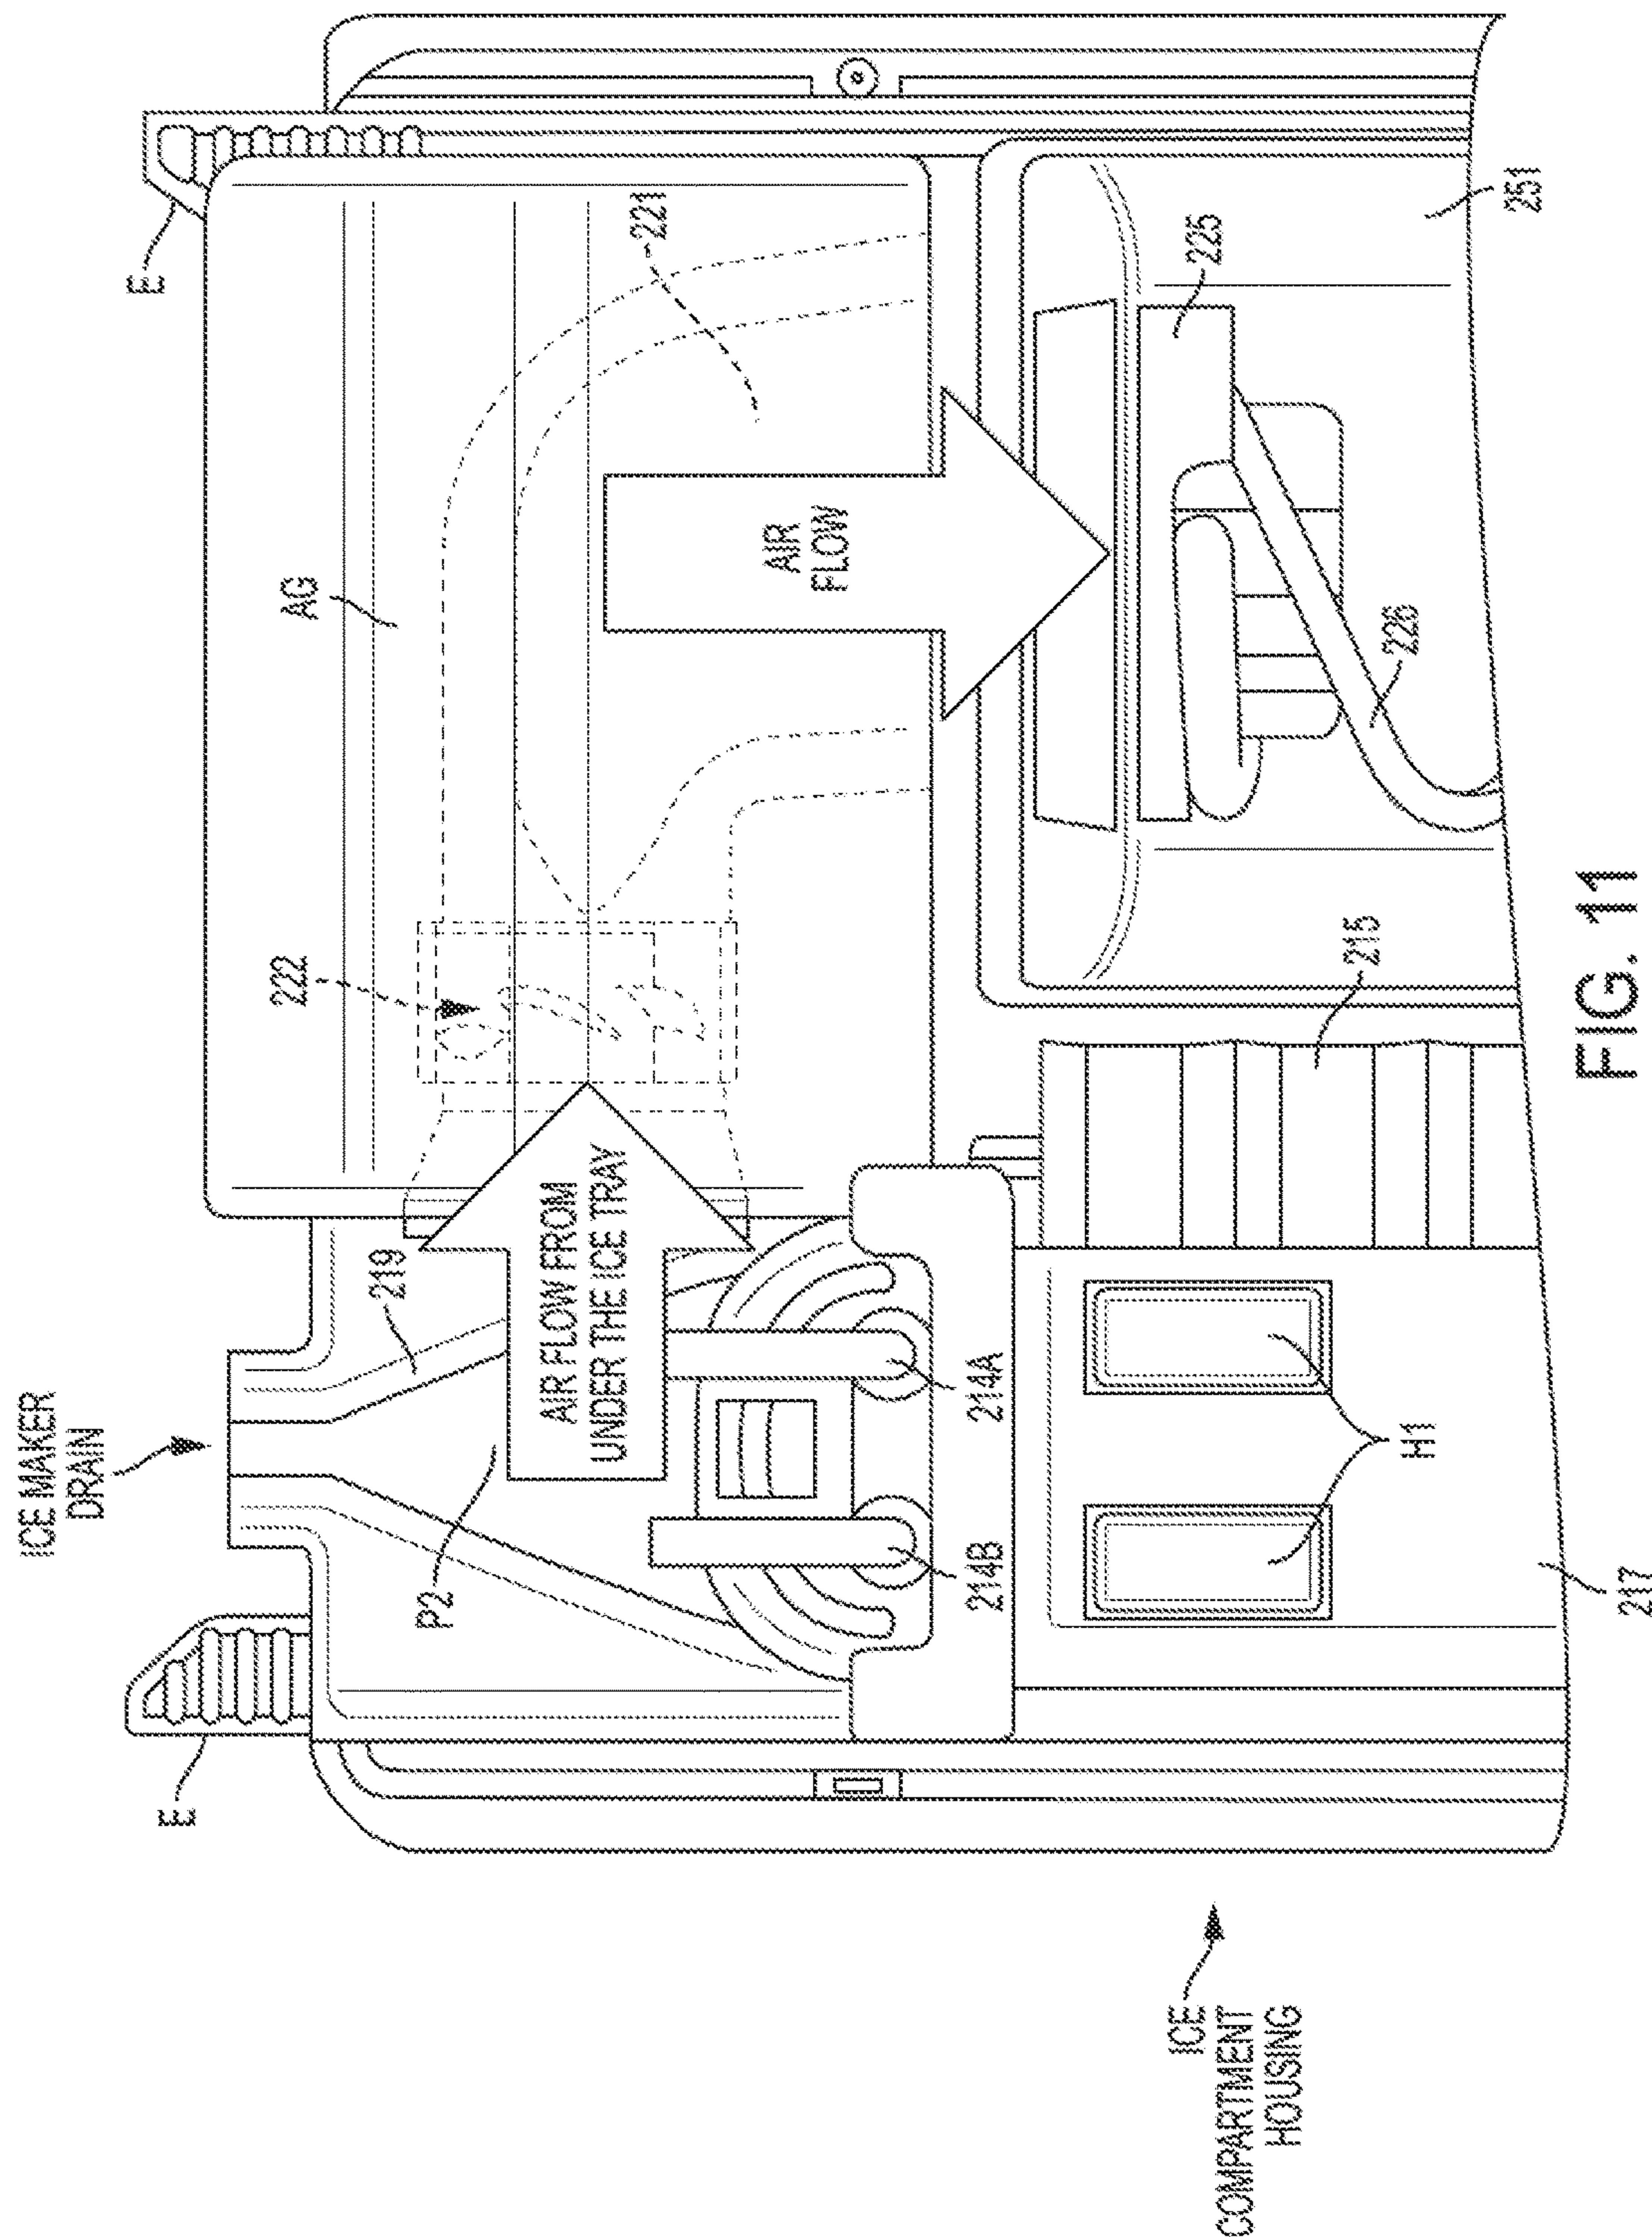 ICE MAKER
DRAIN
E
E
219
P2
222
AG
221
AIR FLOW FROM
UNDER THE ICE TRAY
AIR
FLOW
214B
214A
225
226
251
215
H1
217
ICE
COMPARTMENT
HOUSING
FIG. 11